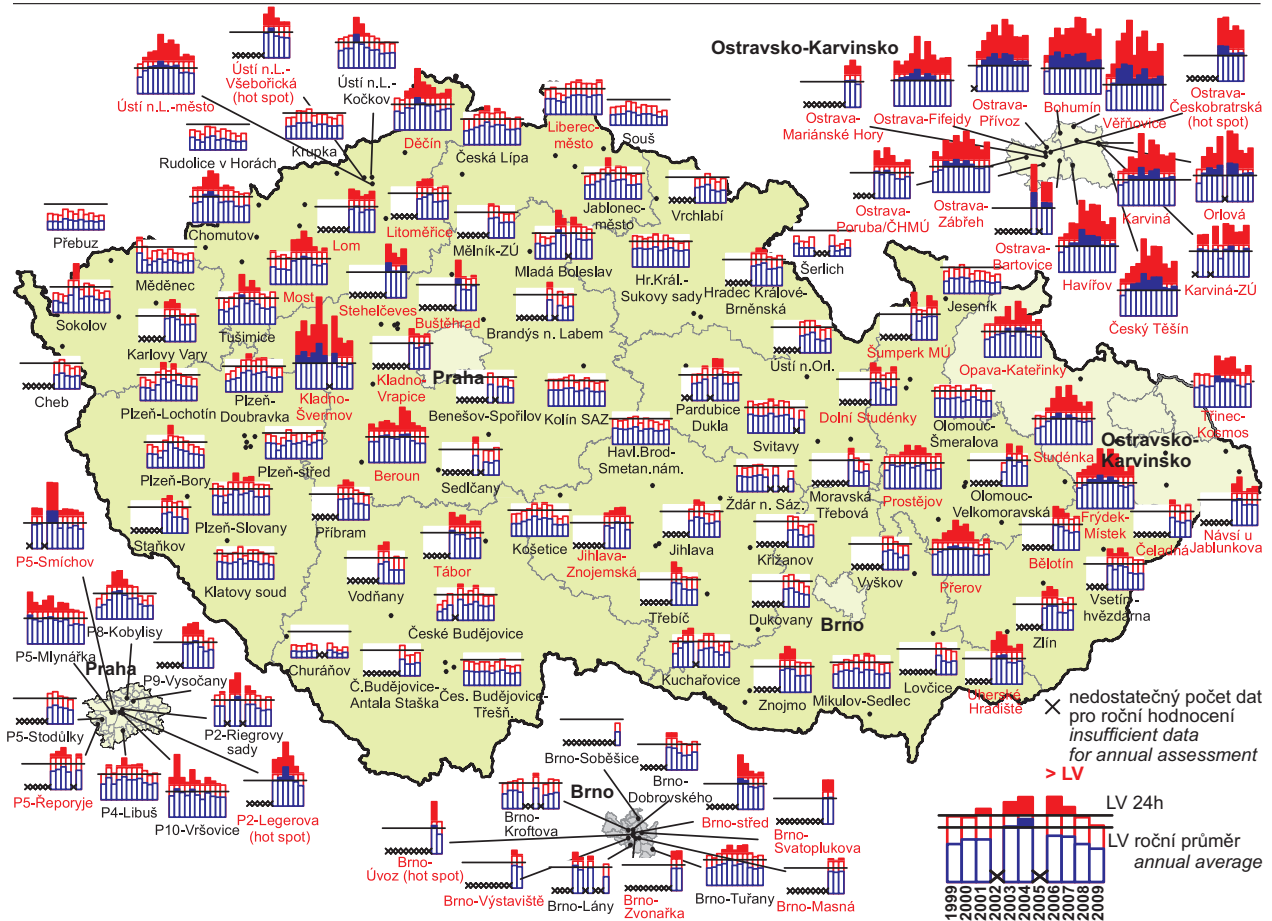 Ostravsko-Karvinsko
Ústí n.L.-
Všebořická
(hot spot)
Ústí n.L.-město
Ústí n.L.-
Kočkov
Krupka
Rudolice v Horách
Děčín
Česká Lípa
Liberec-
město
Souš
Ostrava-
Mariánské Hory
Ostrava-Fifejdy
Ostrava-
Přívoz
Bohumín
Věřňovice
Ostrava-
Českobratrská
(hot spot)
Ostrava-
Poruba/ČHMÚ
Ostrava-
Zábřeh
Ostrava-
Bartovice
Havířov
Karviná
Orlová
Karviná-ZÚ
Český Těšín
Přebuz
Chomutov
Lom
Litoměřice
Mělník-ZÚ
Mladá Boleslav
Jablonec-
město
Vrchlabí
Šerlich
Jeseník
Měděnec
Sokolov
Tušimice
Most
Stehelčeves
Buštěhrad
Brandýs n. Labem
Hr.Král.-
Sukovy sady
Hradec Králové-
Brněnská
Ústí n.Orl.
Šumperk MÚ
Opava-Kateřinky
Karlovy Vary
Cheb
Plzeň-Lochotín
Plzeň-
Doubravka
Kladno-
Švermov
Kladno-
Vrapice
Praha
Benešov-Spořilov
Kolín SAZ
Pardubice
Dukla
Svitavy
Dolní Studénky
Olomouc-
Šmeralova
Studénka
Třinec-
Kosmos
Ostravsko-
Karvinsko
Plzeň-Bory
Plzeň-střed
Beroun
Sedlčany
Havl.Brod-
Smetan.nám.
Žďár n. Sáz.
Moravská
Třebová
Prostějov
Olomouc-
Velkomoravská
Frýdek-
Místek
Čeladná
Návsí u
Jablunkova
P5-Smíchov
Staňkov
Plzeň-Slovany
Příbram
Košetice
Jihlava-
Znojemská
Jihlava
Křižanov
Vyškov
Přerov
Bělotín
Vsetín-
hvězdárna
Klatovy soud
Vodňany
Tábor
Třebíč
Dukovany
Brno
Zlín
P8-Kobylisy
P5-Mlynářka
Praha
P9-Vysočany
Churáňov
České Budějovice
Č.Budějovice-
Antala Staška
Čes. Budějovice-
Třešň.
Kuchařovice
Znojmo
Mikulov-Sedlec
Lovčice
Uherské
Hradiště
P5-Stodůlky
P2-Riegrovy
sady
P5-Řeporyje
P4-Libuš
P10-Vršovice
P2-Legerova
(hot spot)
Brno-Soběšice
Brno
Brno-
Dobrovského
Brno-
Kroftova
Brno-střed
Brno-
Svatoplukova
Brno-
Úvoz (hot spot)
Brno-Výstaviště
Brno-Lány
Brno-
Zvonařka
Brno-Tuřany
Brno-Masná
× nedostatečný počet dat
pro roční hodnocení
insufficient data
for annual assessment
> LV
LV 24h
LV roční průměr
annual average
1999
2000
2001
2002
2003
2004
2005
2006
2007
2008
2009